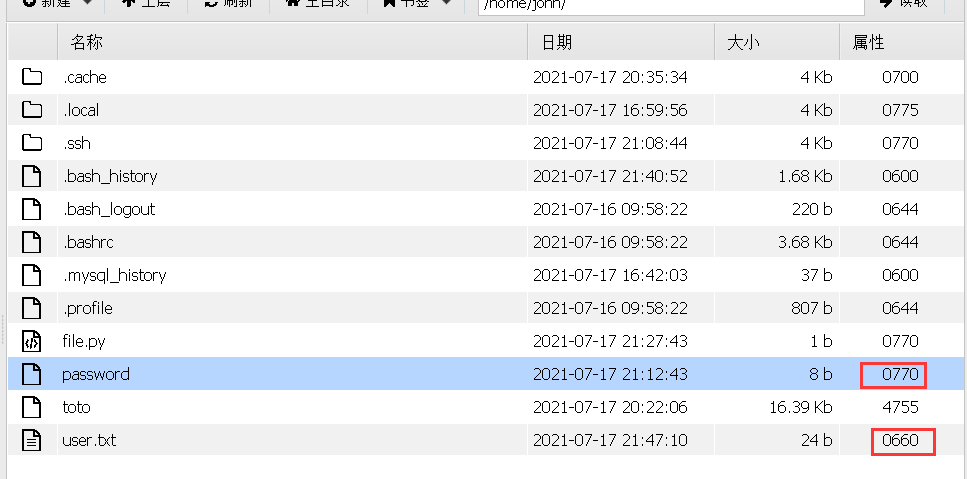 新建 上层 刷新 主目录 书签 /home/john/ 读取
名称 日期 大小 属性
.cache 2021-07-17 20:35:34 4 Kb 0700
.local 2021-07-17 16:59:56 4 Kb 0775
.ssh 2021-07-17 21:08:44 4 Kb 0770
.bash_history 2021-07-17 21:40:52 1.68 Kb 0600
.bash_logout 2021-07-16 09:58:22 220 b 0644
.bashrc 2021-07-16 09:58:22 3.68 Kb 0644
.mysql_history 2021-07-17 16:42:03 37 b 0600
.profile 2021-07-16 09:58:22 807 b 0644
file.py 2021-07-17 21:27:43 1 b 0770
password 2021-07-17 21:12:43 8 b 0770
toto 2021-07-17 20:22:06 16.39 Kb 4755
user.txt 2021-07-17 21:47:10 24 b 0660